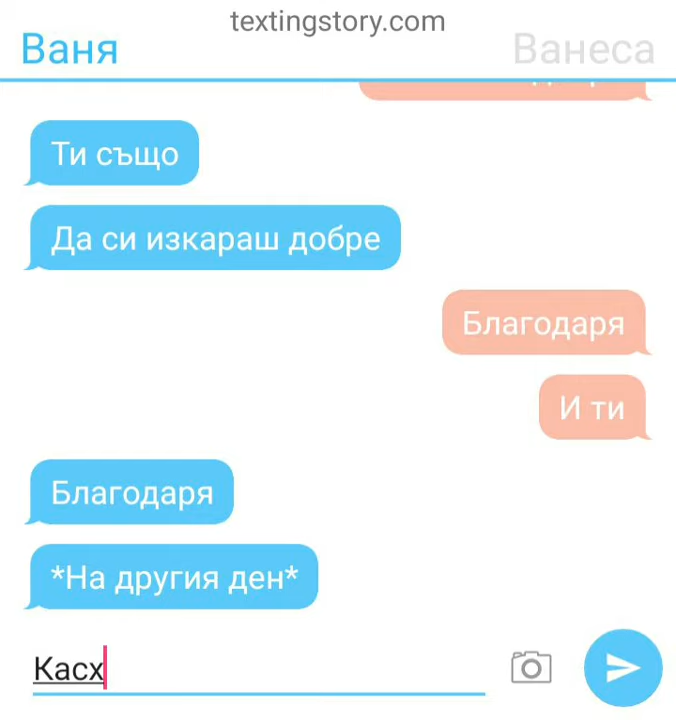 textingstory.com
Ваня
Ванеса
Ти също
Да си изкараш добре
Благодаря
И ти
Благодаря
*На другия ден*
Касх